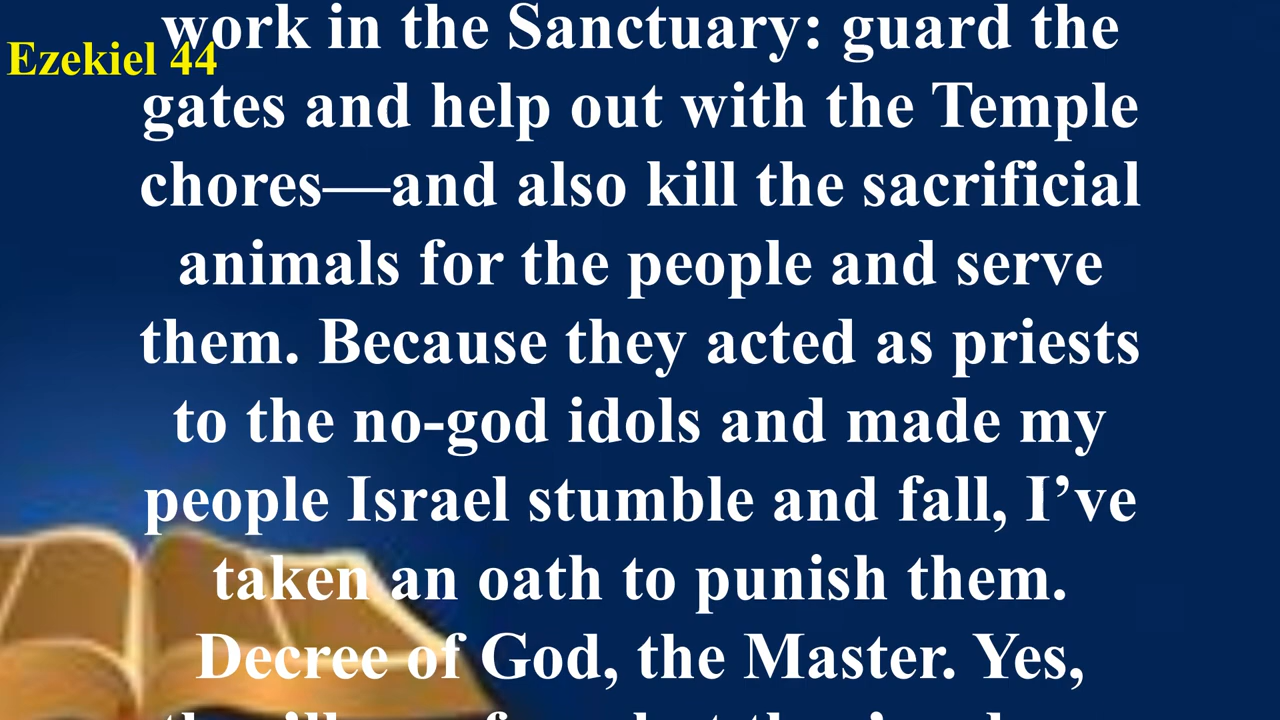 work in the Sanctuary: guard the
Ezekiel 44
gates and help out with the Temple
chores—and also kill the sacrificial
animals for the people and serve
them. Because they acted as priests
to the no-god idols and made my
people Israel stumble and fall, I’ve
taken an oath to punish them.
Decree of God, the Master. Yes,